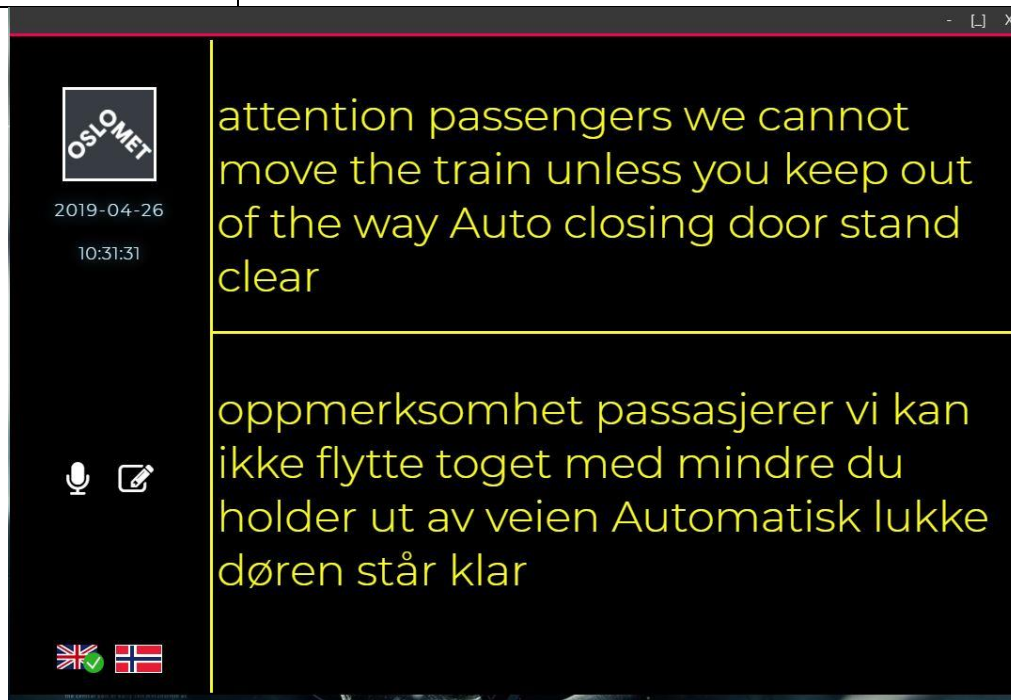 - [_] X
OSLOMET
2019-04-26
10:31:31
attention passengers we cannot
move the train unless you keep out
of the way Auto closing door stand
clear
oppmerksomhet passasjerer vi kan
ikke flytte toget med mindre du
holder ut av veien Automatisk lukke
døren står klar